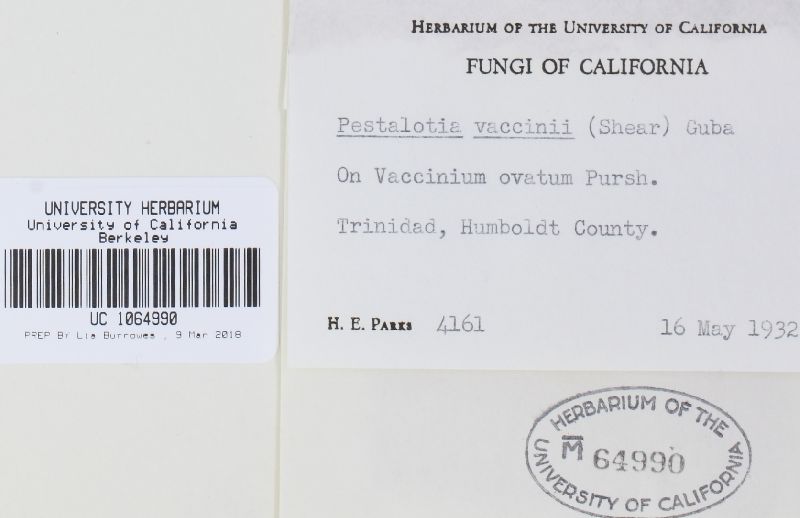 HERBARIUM OF THE UNIVERSITY OF CALIFORNIA
FUNGI OF CALIFORNIA
Pestalotia vaccinii (Shear) Guba
On Vaccinium ovatum Pursh.
Trinidad, Humboldt County.
H. E. PARKS 4161
16 May 1932
UNIVERSITY HERBARIUM
University of California
Berkeley
UC 1064990
PREP BY Lia Burrowes , 9 Mar 2018
HERBARIUM OF THE
M 64990
UNIVERSITY OF CALIFORNIA